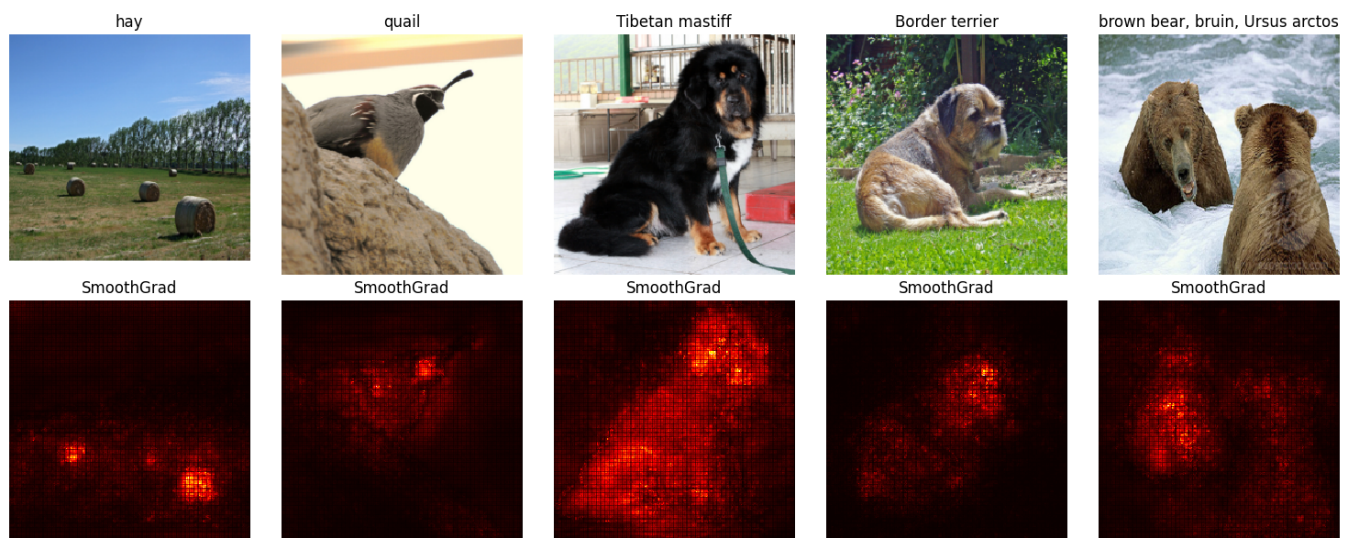 hay
quail
Tibetan mastiff
Border terrier
brown bear, bruin, Ursus arctos
SmoothGrad
SmoothGrad
SmoothGrad
SmoothGrad
SmoothGrad